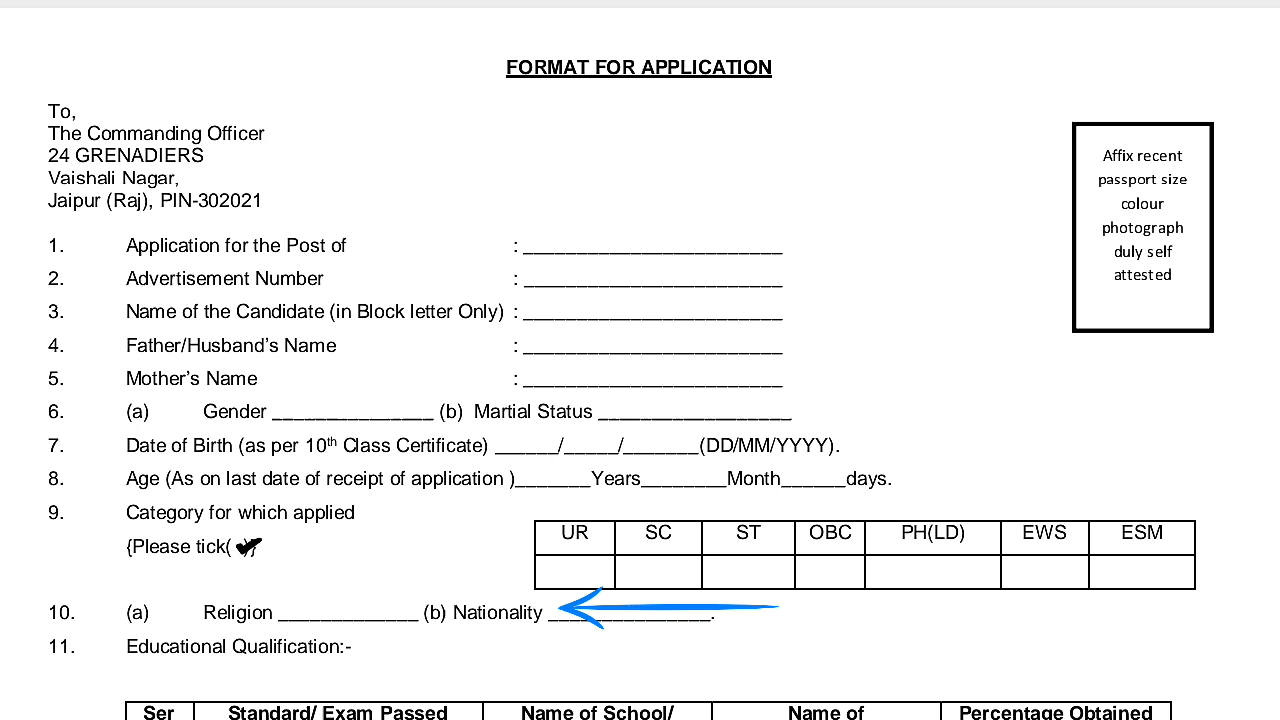 FORMAT FOR APPLICATION
To,
The Commanding Officer
24 GRENADIERS
Vaishali Nagar,
Jaipur (Raj), PIN-302021
Affix recent
passport size
colour
photograph
duly self
attested
1. Application for the Post of : ________________________
2. Advertisement Number : ________________________
3. Name of the Candidate (in Block letter Only) : ________________________
4. Father/Husband’s Name : ________________________
5. Mother’s Name : ________________________
6. (a) Gender _______________ (b) Martial Status __________________
7. Date of Birth (as per 10th Class Certificate) ______/_____/_______(DD/MM/YYYY).
8. Age (As on last date of receipt of application )_______Years________Month______days.
9. Category for which applied
{Please tick(
UR SC ST OBC PH(LD) EWS ESM
10. (a) Religion _____________ (b) Nationality _______________.
11. Educational Qualification:-
Ser Standard/ Exam Passed Name of School/ Name of Percentage Obtained